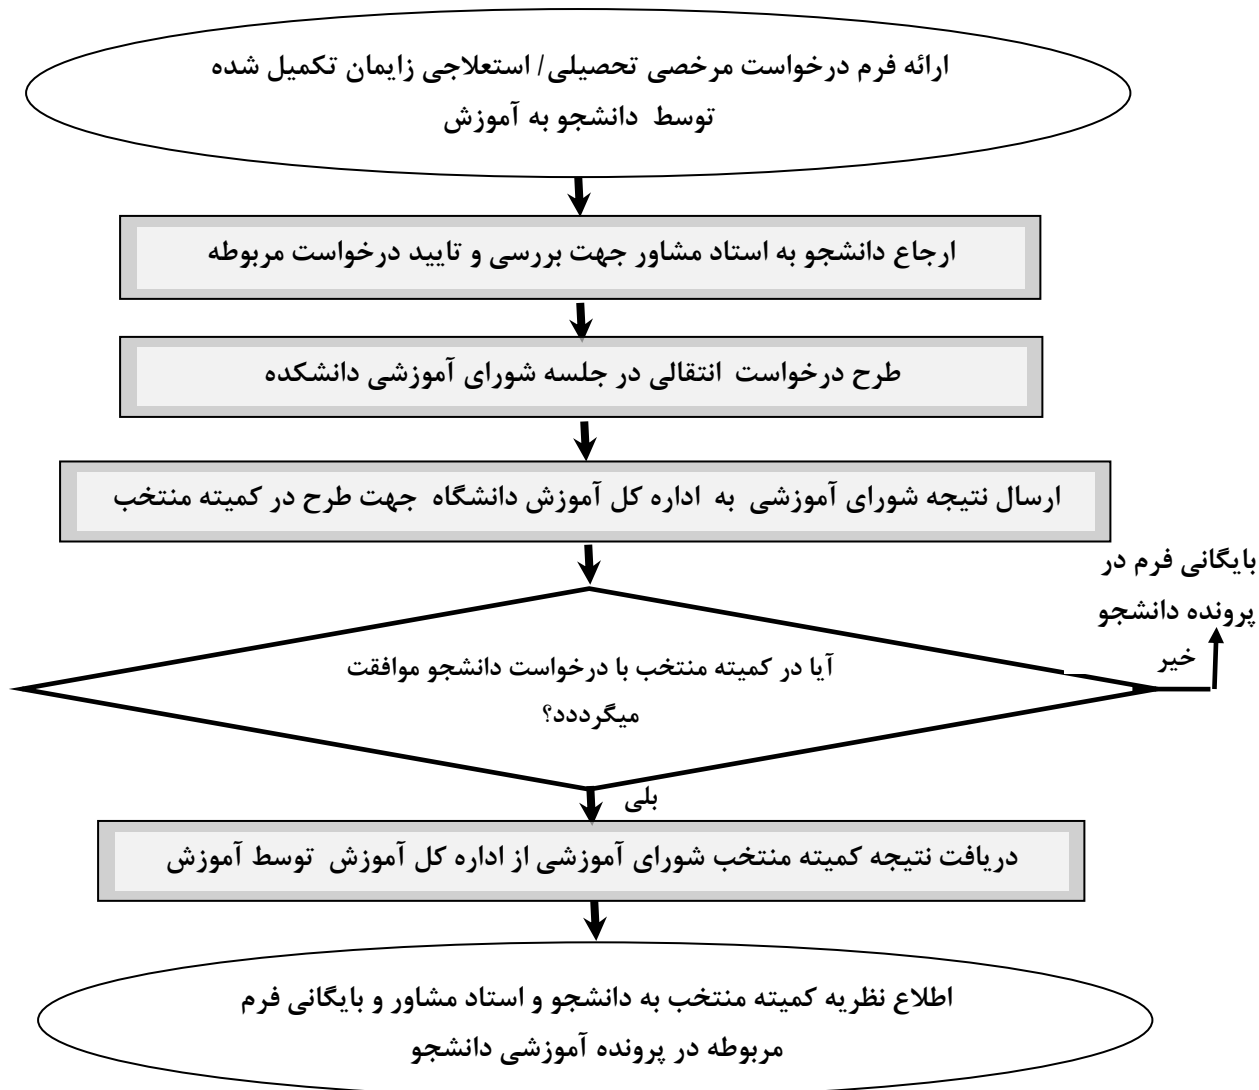 ارائه فرم درخواست مرخصی تحصیلی/ استعلاجی زایمان تکمیل شده
توسط دانشجو به آموزش
ارجاع دانشجو به استاد مشاور جهت بررسی و تایید درخواست مربوطه
طرح درخواست انتقالی در جلسه شورای آموزشی دانشکده
ارسال نتیجه شورای آموزشی به اداره کل آموزش دانشگاه جهت طرح در کمیته منتخب
بایگانی فرم در
پرونده دانشجو
خیر
آیا در کمیته منتخب با درخواست دانشجو موافقت
میگرددد؟
بلی
دریافت نتیجه کمیته منتخب شورای آموزشی از اداره کل آموزش توسط آموزش
اطلاع نظریه کمیته منتخب به دانشجو و استاد مشاور و بایگانی فرم
مربوطه در پرونده آموزشی دانشجو